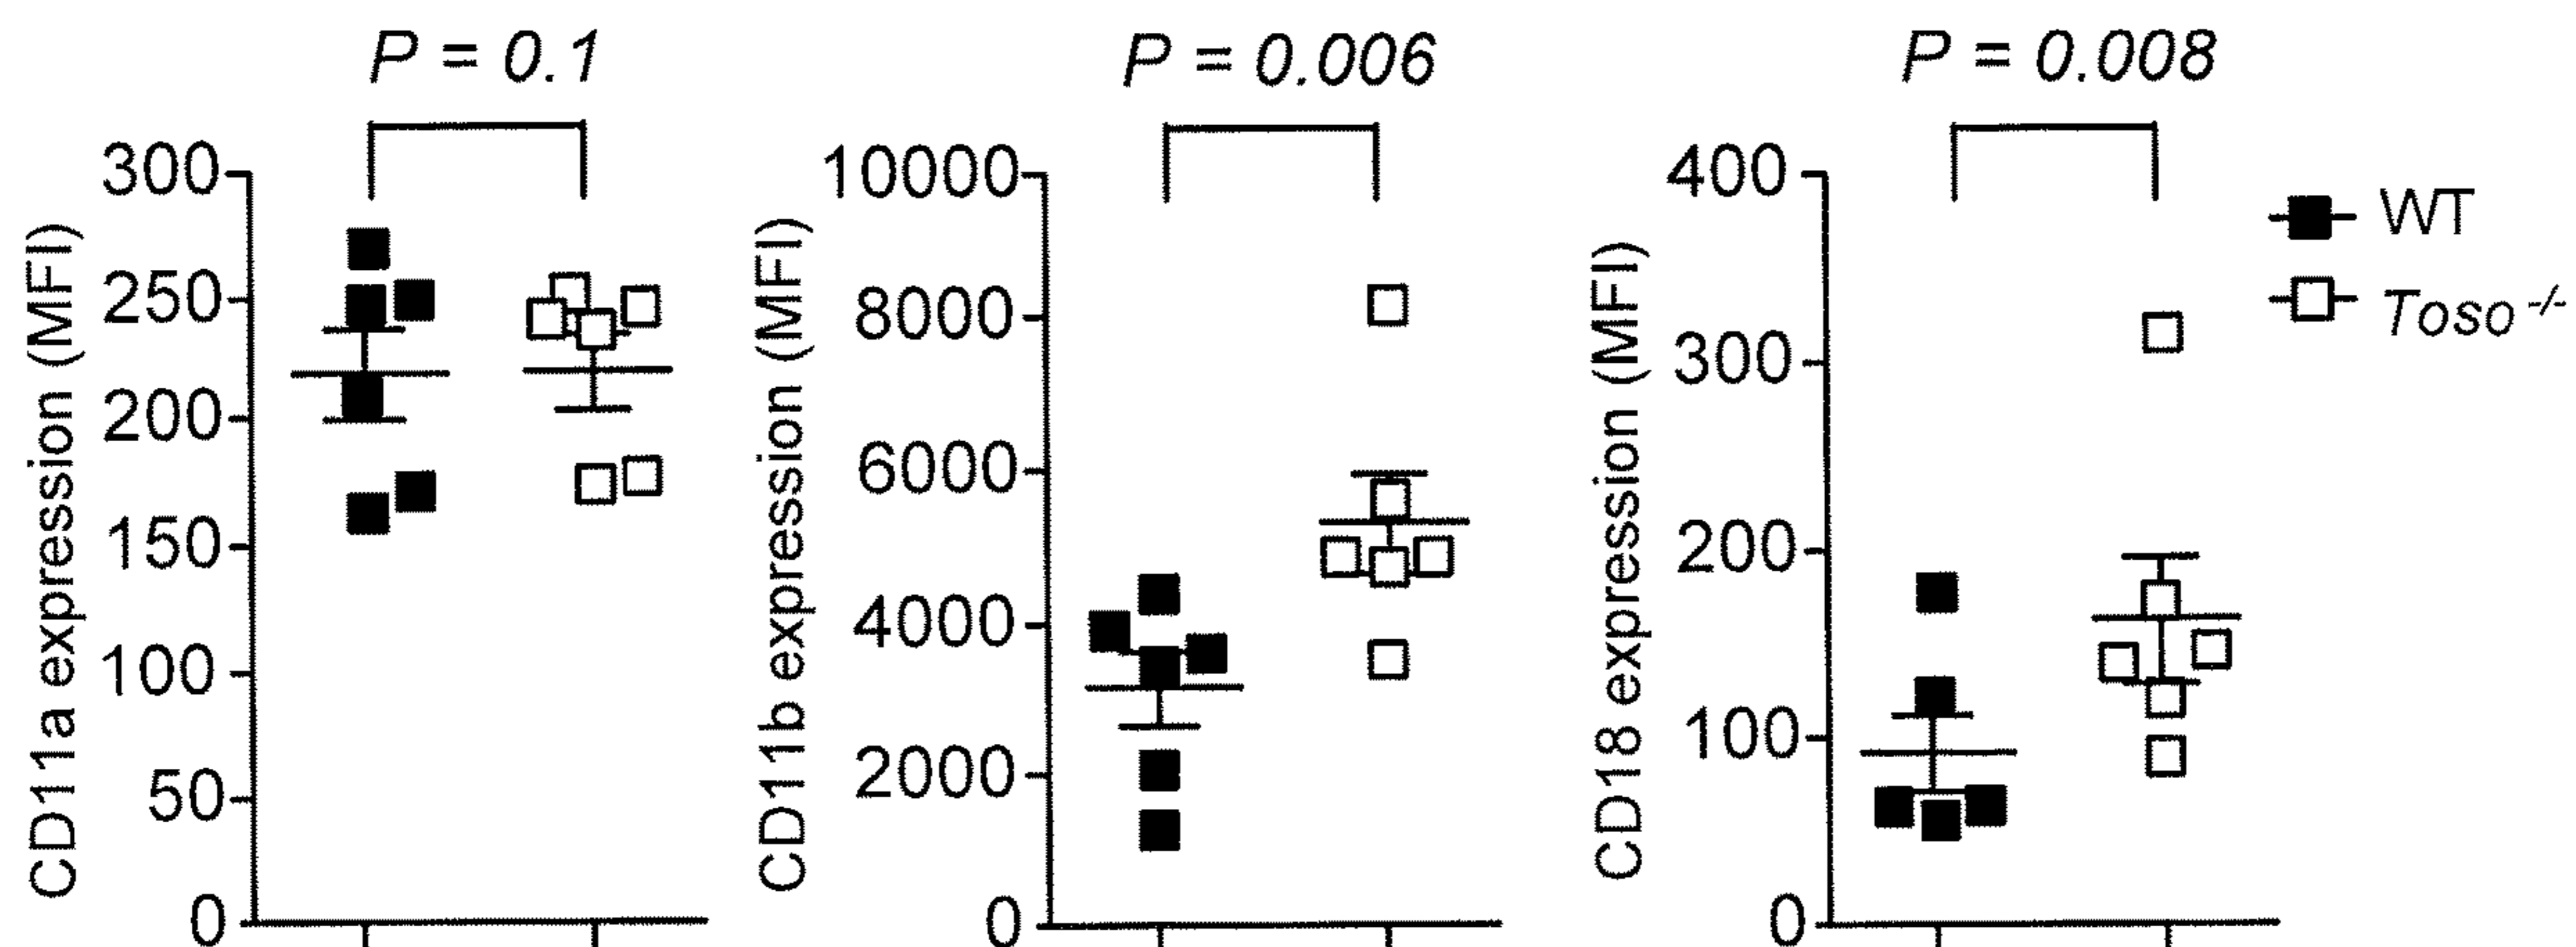 P = 0.1
P = 0.006
P = 0.008
CD11a expression (MFI)
300
250
200
150
100
50
0
CD11b expression (MFI)
10000
8000
6000
4000
2000
0
CD18 expression (MFI)
400
300
200
100
0
WT
Toso -/-